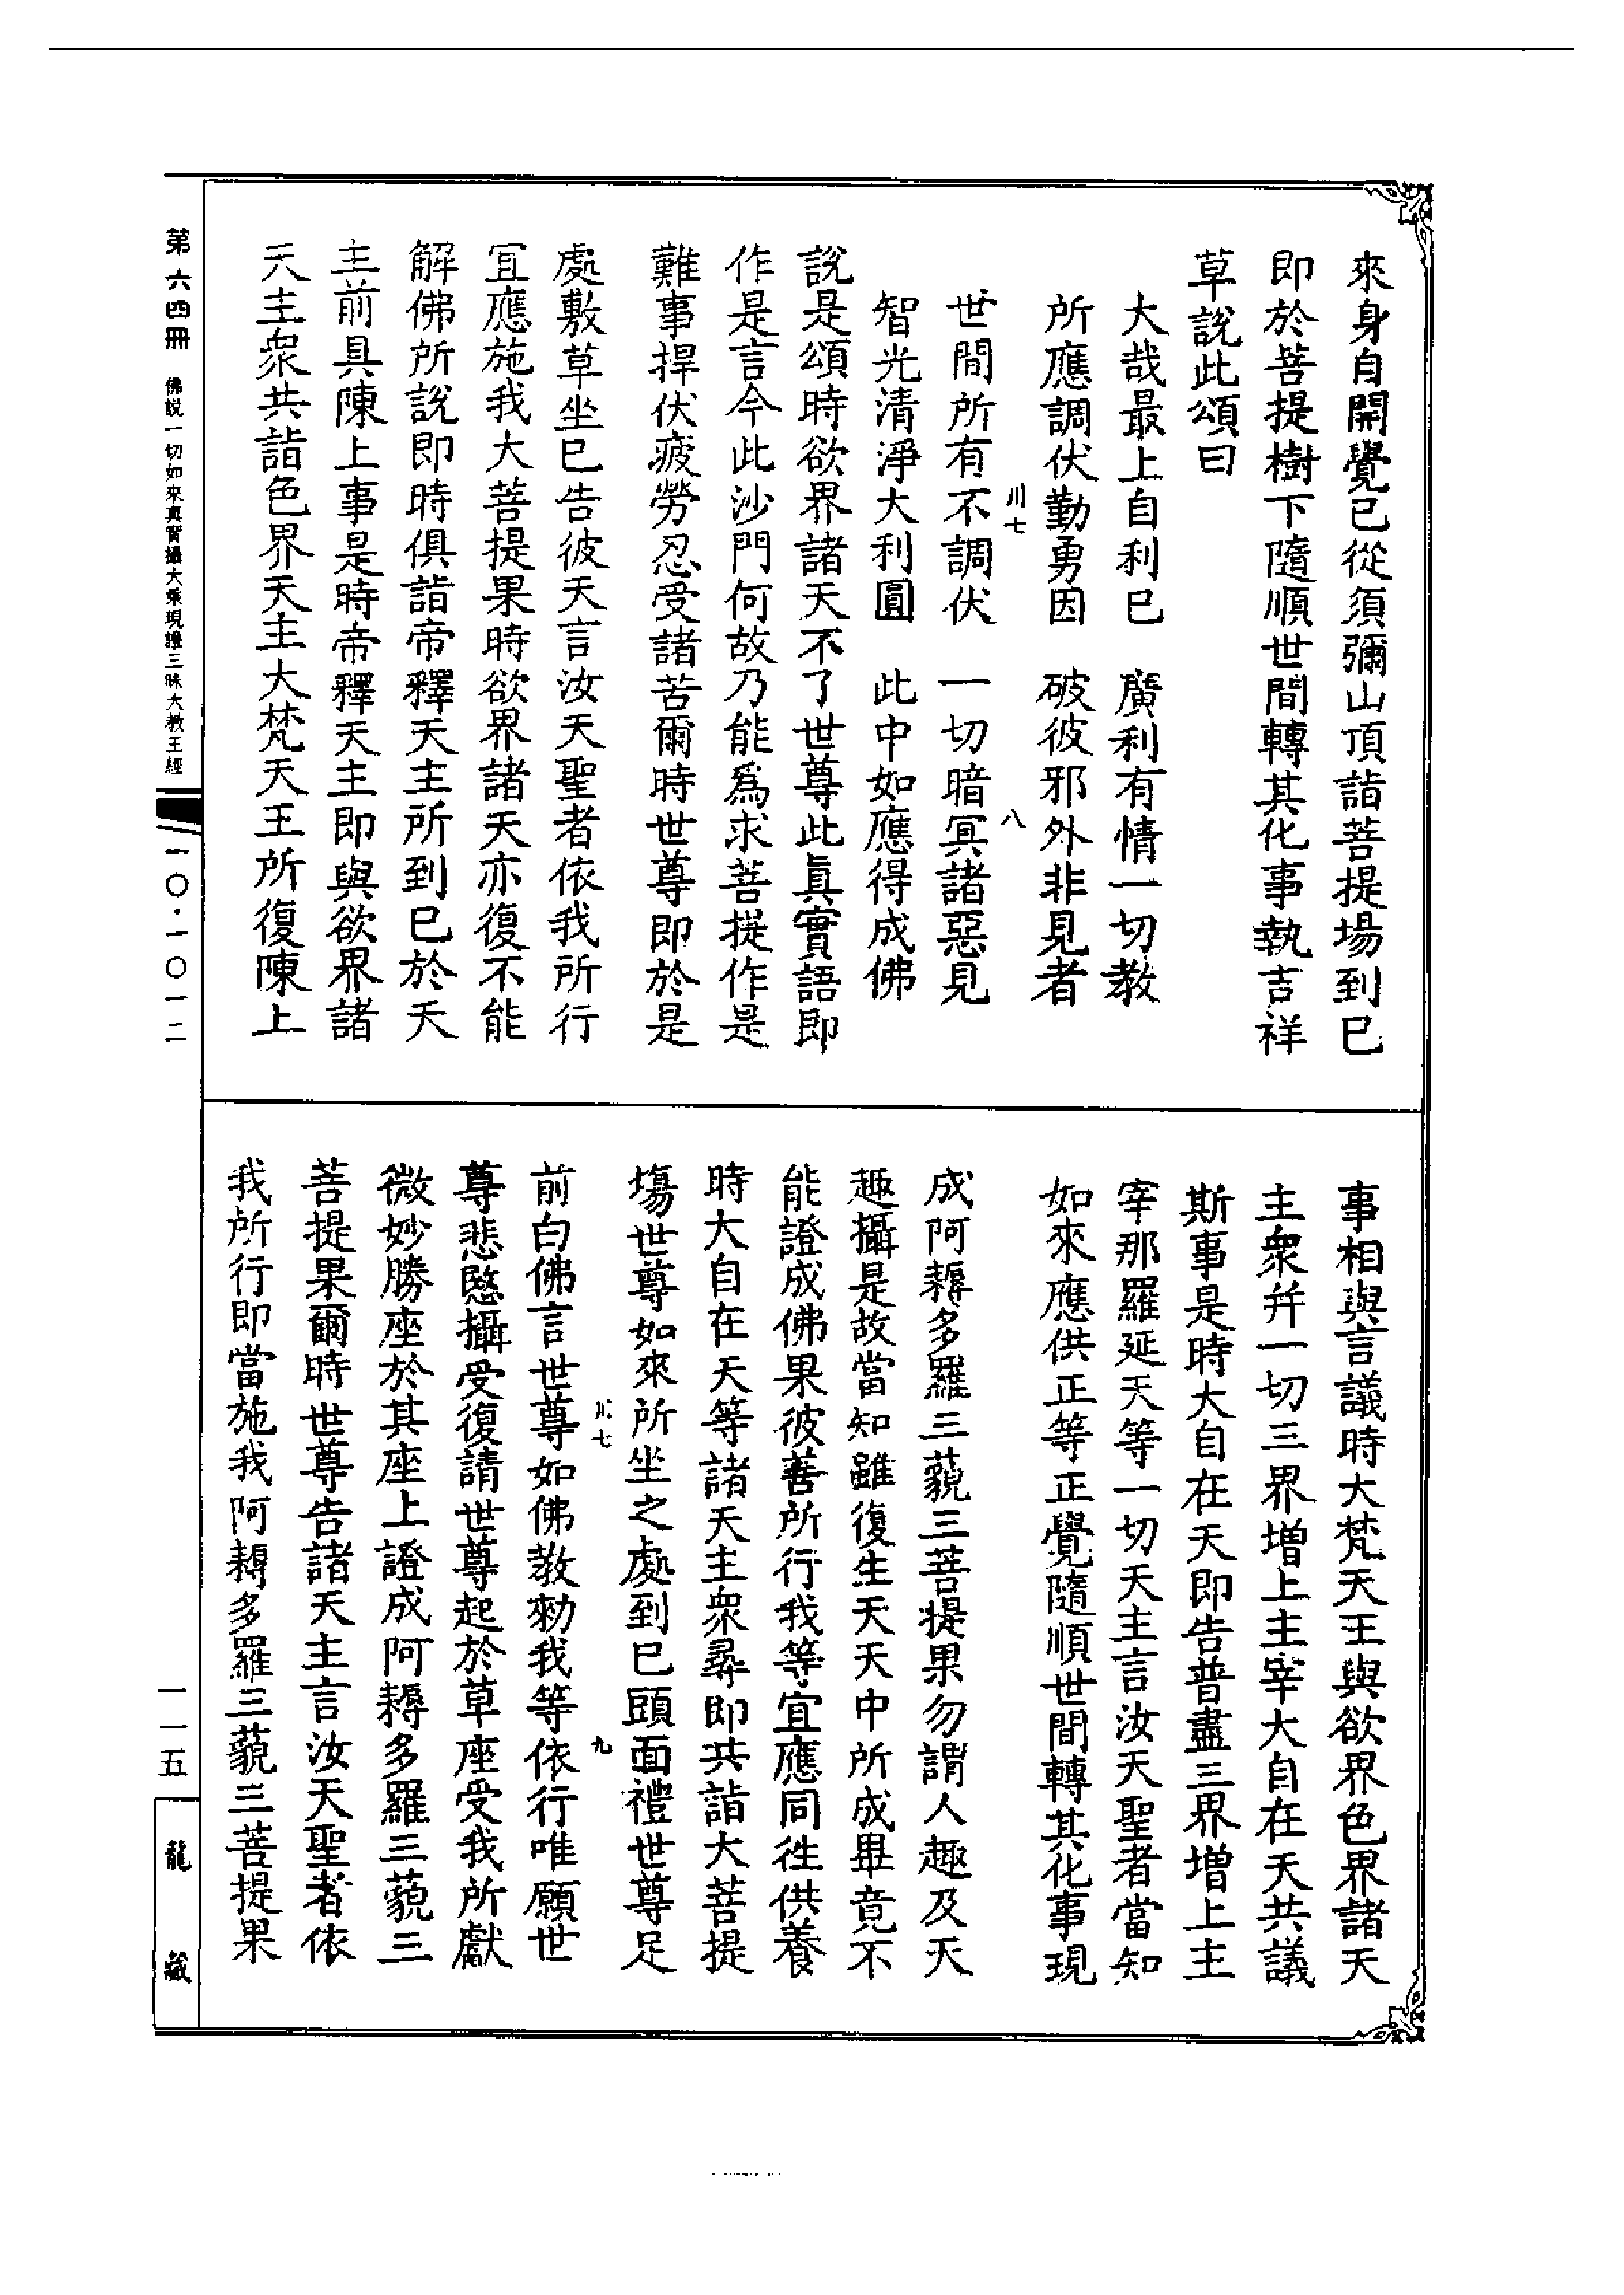 來身自開覺已從須彌山頂詣菩提場到已
即於菩提樹下隨順世間轉其化事執吉祥
草說此頌曰
大哉最上自利已　廣利有情一切教
所應調伏勤勇因　破彼邪外非見者
川七　八
世間所有不調伏　一切暗冥諸惡見
智光清淨大利圓　此中如應得成佛
說是頌時欲界諸天不了世尊此眞實語即
作是言今此沙門何故乃能爲求菩提作是
難事捍伏疲勞忍受諸苦爾時世尊即於是
處敷草坐已告彼天言汝天聖者依我所行
宜應施我大菩提果時欲界諸天亦復不能
解佛所說即時俱詣帝釋天主所到已於天
主前具陳上事是時帝釋天主即與欲界諸
天主衆共詣色界天主大梵天王所復陳上
事相與言議時大梵天王與欲界色界諸天
主衆并一切三界增上主宰大自在天共議
斯事是時大自在天即告普盡三界增上主
宰那羅延天等一切天主言汝天聖者當知
如來應供正等正覺隨順世間轉其化事現
成阿耨多羅三藐三菩提果勿謂人趣及天
趣攝是故當知雖復生天天中所成畢竟不
能證成佛果彼善所行我等宜應同往供養
時大自在天等諸天主衆尋即共詣大菩提
場世尊如來所坐之處到已頭面禮世尊足
川七　九
前白佛言世尊如佛教勑我等依行唯願世
尊悲愍攝受復請世尊起於草座受我所獻
微妙勝座於其座上證成阿耨多羅三藐三
菩提果爾時世尊告諸天主言汝天聖者依
我所行即當施我阿耨多羅三藐三菩提果
第六四冊　佛說一切如來真實攝大乘現證三昧大教王經
一〇·一〇一二
一一五
龍藏